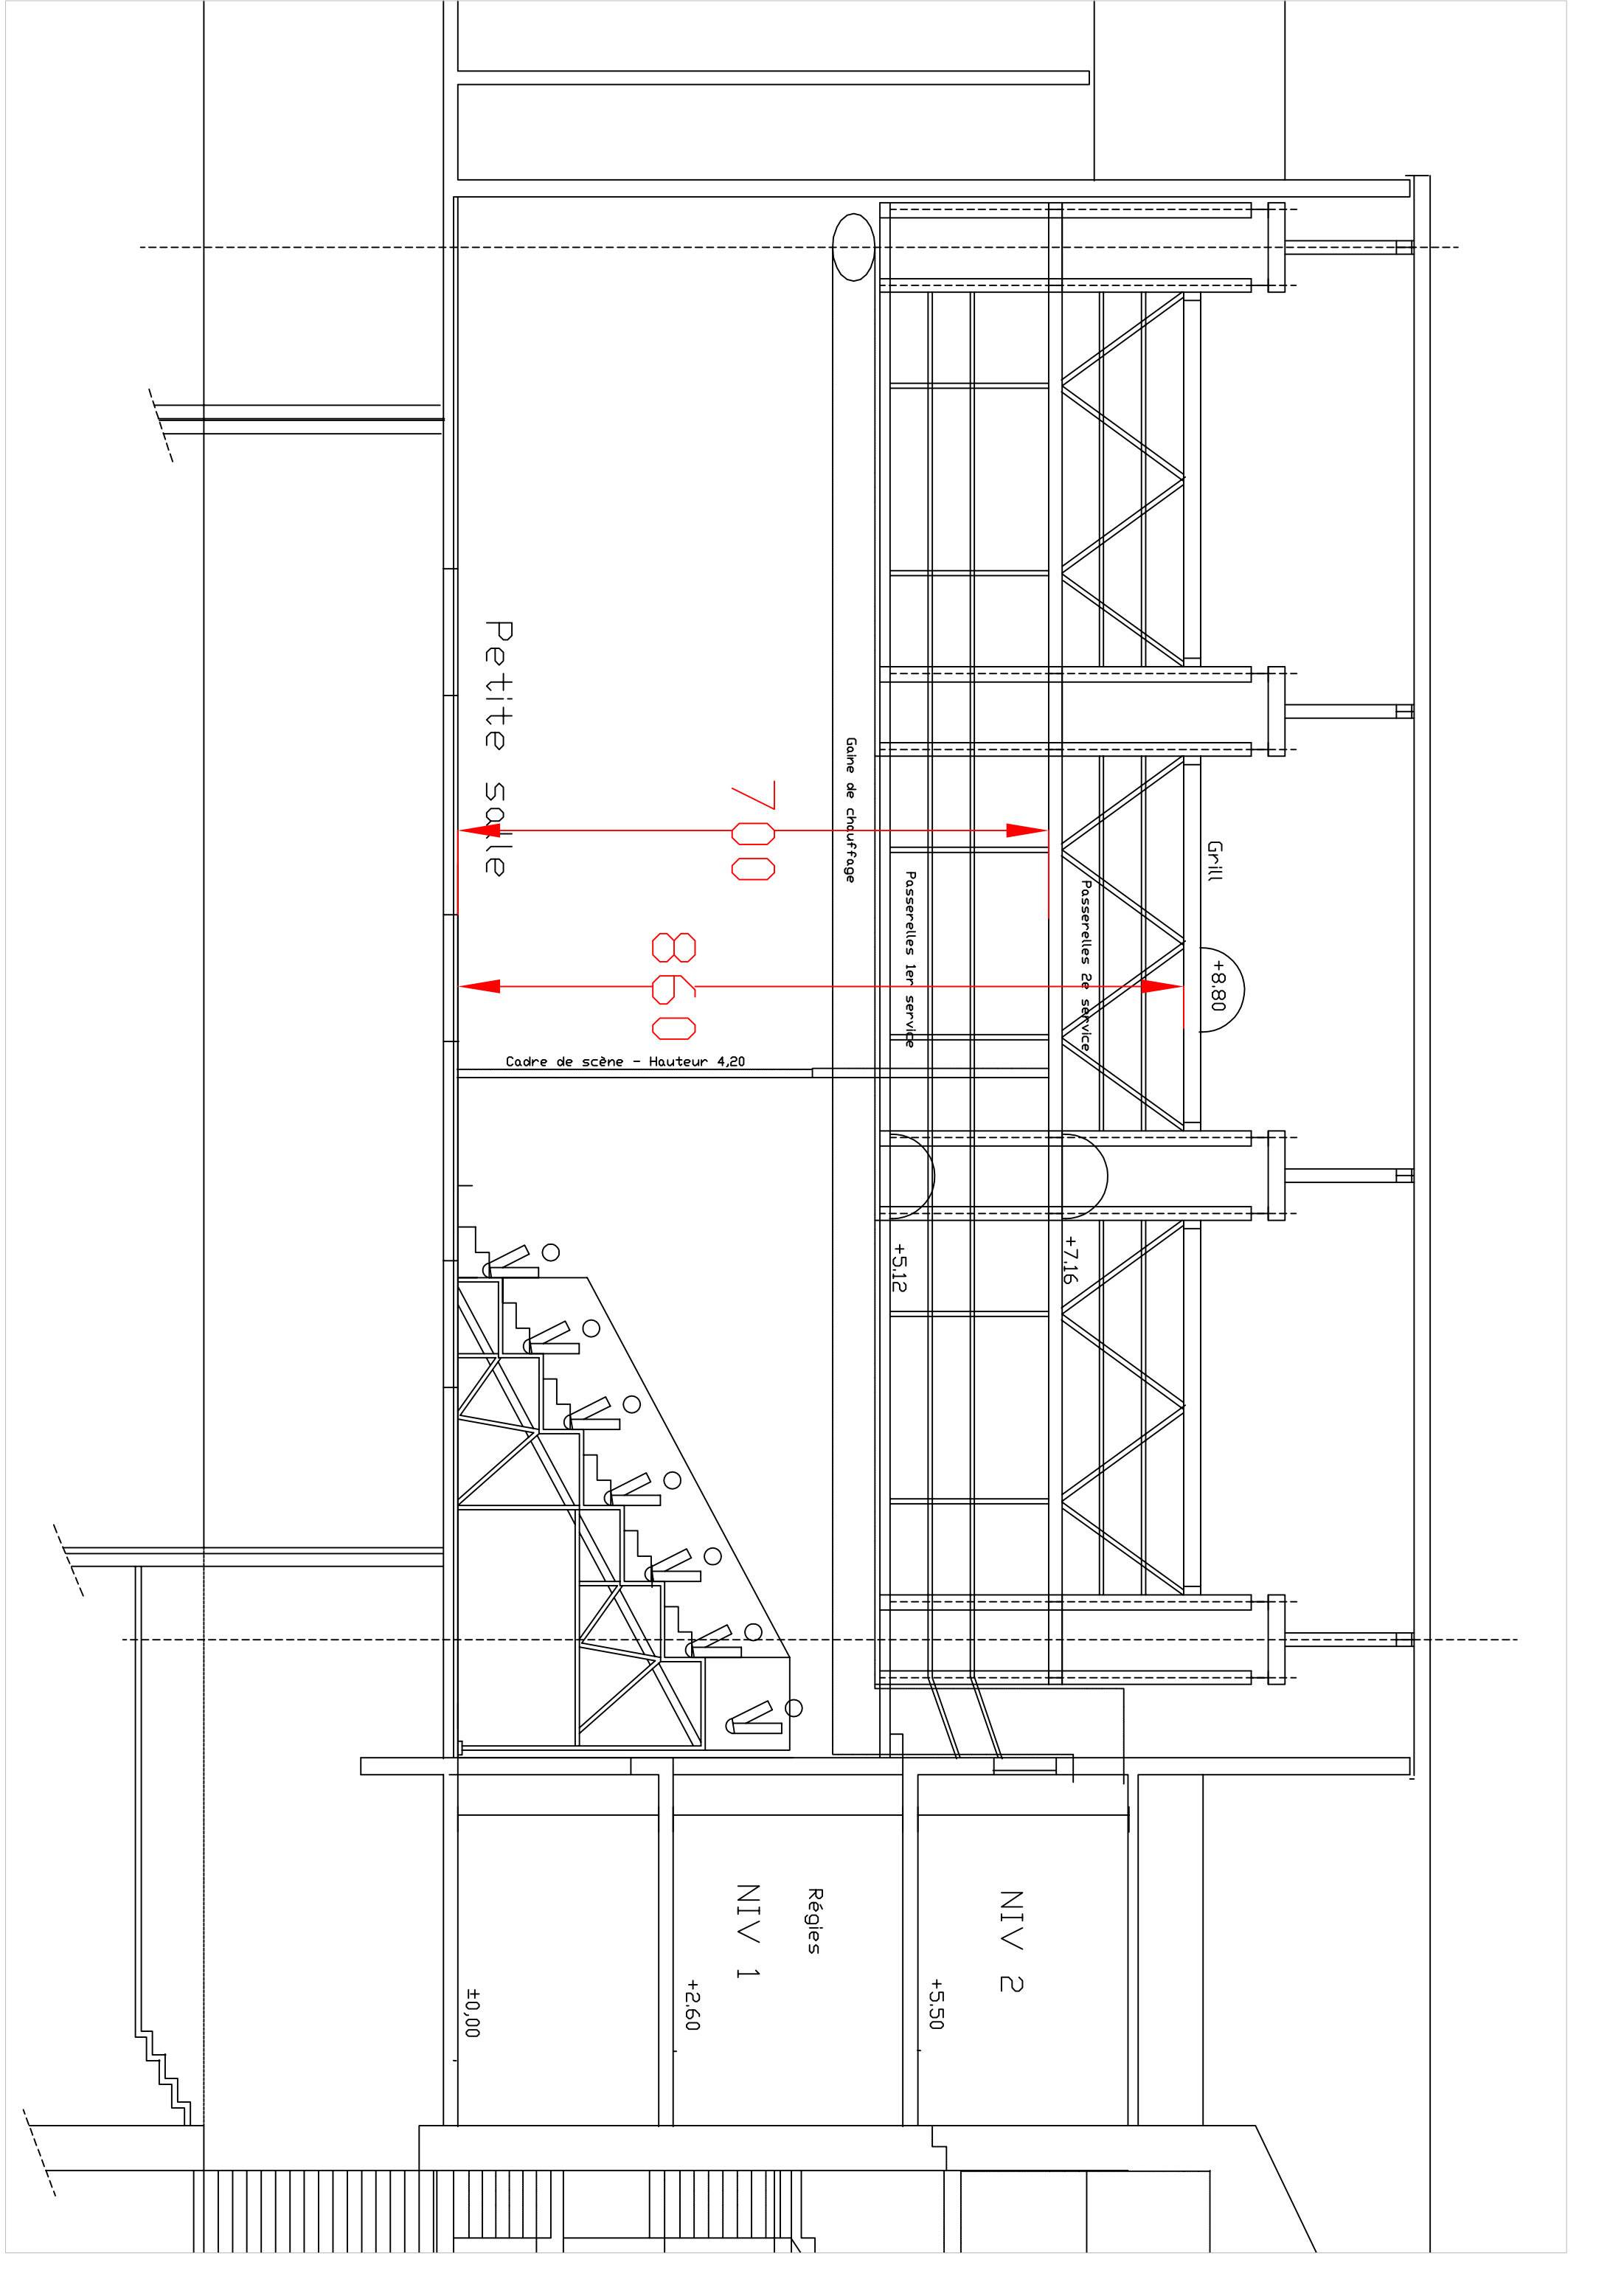 Grill
+8,80
Passerelles 2e service
+7,16
Passerelles 1er service
+5,12
Gaine de chauffage
700
860
Cadre de scène - Hauteur 4,20
Petite salle
NIV 2
+5,50
Régies
NIV 1
+2,60
±0,00